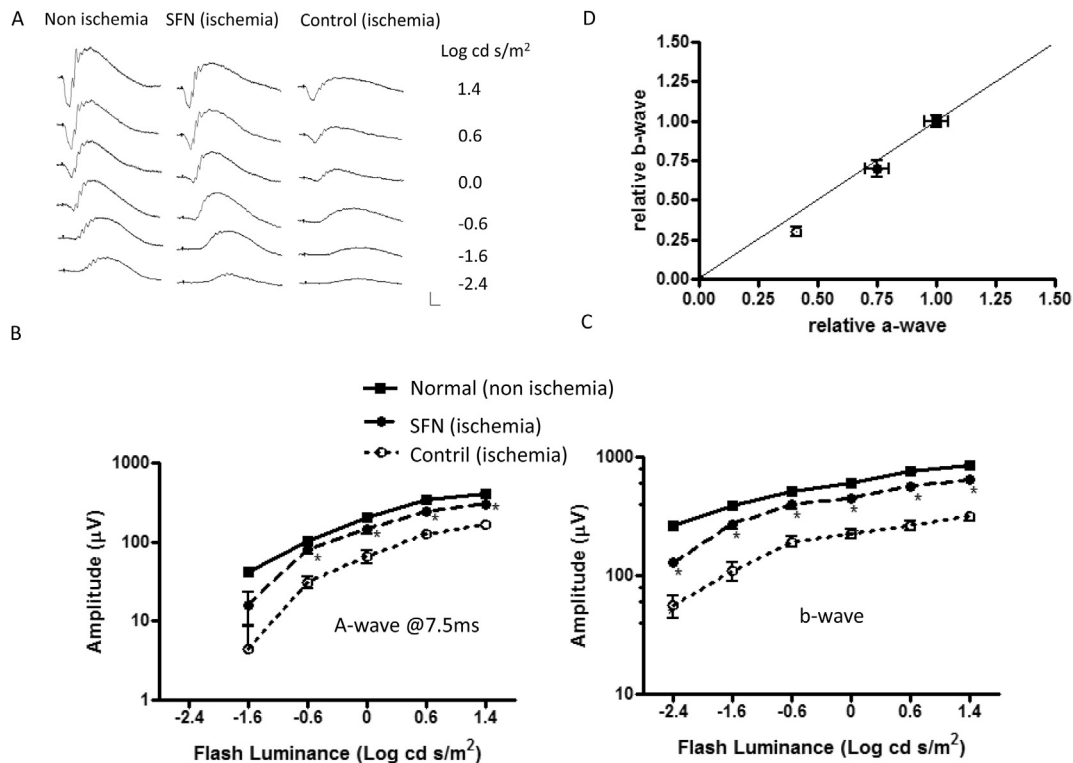 A
Non ischemia
SFN (ischemia)
Control (ischemia)
Log cd s/m²
1.4
0.6
0.0
-0.6
-1.6
-2.4
D
relative b-wave
1.50
1.25
1.00
0.75
0.50
0.25
0.00
0.00 0.25 0.50 0.75 1.00 1.25 1.50
relative a-wave
B
Normal (non ischemia)
SFN (ischemia)
Contril (ischemia)
Amplitude (µV)
1000
100
10
1
* * * *
A-wave @7.5ms
-2.4 -1.6 -0.6 0 0.6 1.4
Flash Luminance (Log cd s/m²)
C
Amplitude (µV)
1000
100
10
* * * * * *
b-wave
-2.4 -1.6 -0.6 0 0.6 1.4
Flash Luminance (Log cd s/m²)